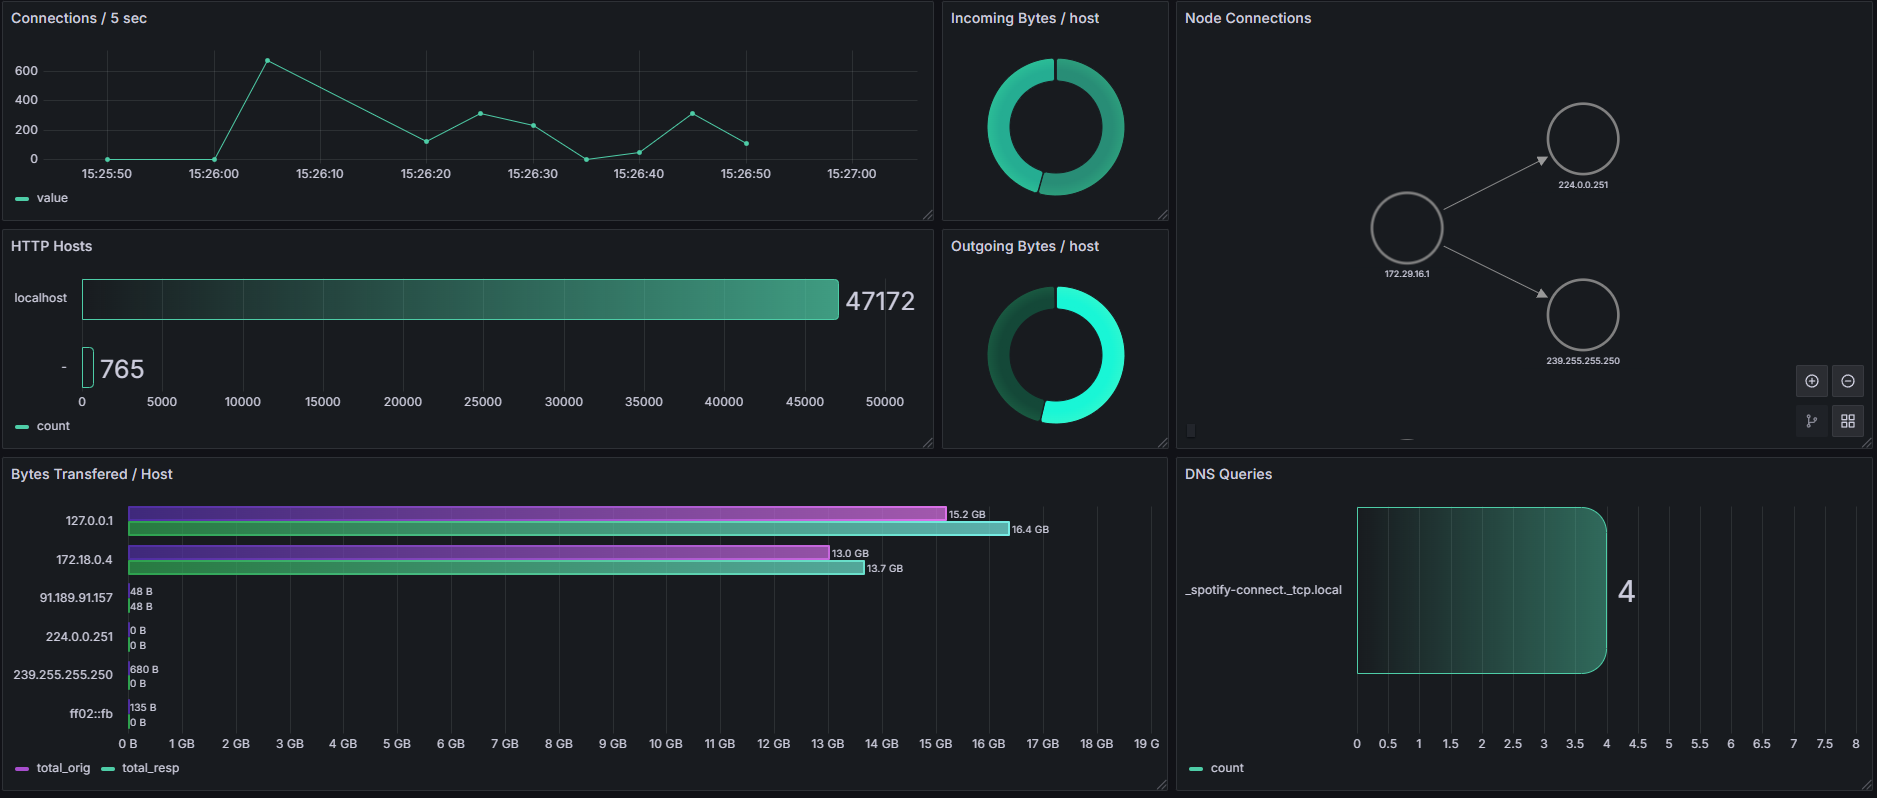 Connections / 5 sec
600
400
200
0
15:25:50 15:26:00 15:26:10 15:26:20 15:26:30 15:26:40 15:26:50 15:27:00
value
Incoming Bytes / host
Node Connections
224.0.0.251
172.29.16.1
239.255.255.250
HTTP Hosts
localhost 47172
- 765
0 5000 10000 15000 20000 25000 30000 35000 40000 45000 50000
count
Outgoing Bytes / host
Bytes Transfered / Host
127.0.0.1 15.2 GB
16.4 GB
172.18.0.4 13.0 GB
13.7 GB
91.189.91.157 48 B
48 B
224.0.0.251 0 B
0 B
239.255.255.250 680 B
0 B
ff02::fb 135 B
0 B
0 B 1 GB 2 GB 3 GB 4 GB 5 GB 6 GB 7 GB 8 GB 9 GB 10 GB 11 GB 12 GB 13 GB 14 GB 15 GB 16 GB 17 GB 18 GB 19 G
total_orig total_resp
DNS Queries
_spotify-connect._tcp.local 4
0 0.5 1 1.5 2 2.5 3 3.5 4 4.5 5 5.5 6 6.5 7 7.5 8
count